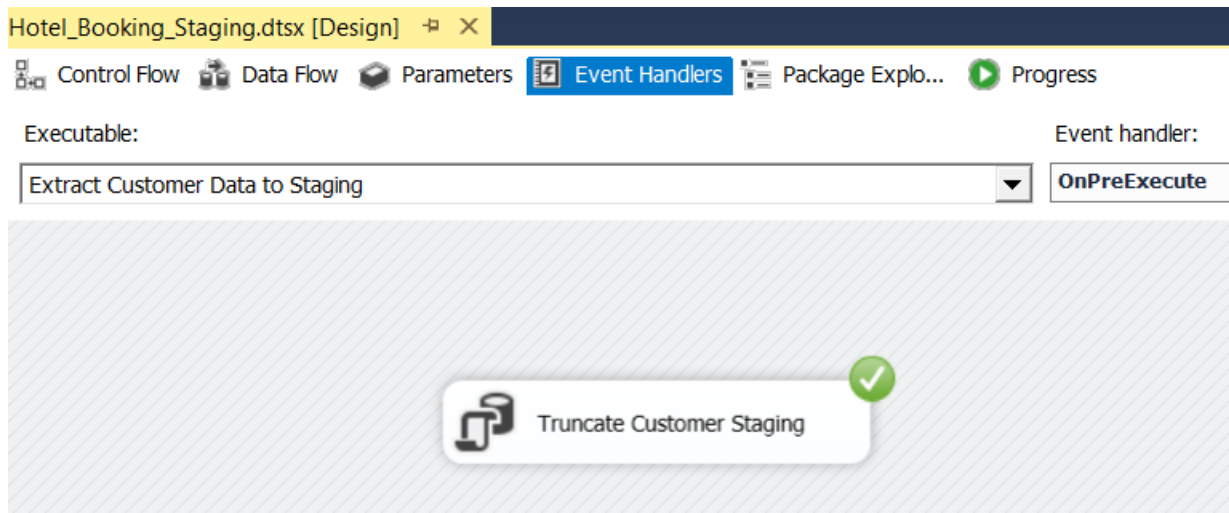 Hotel_Booking_Staging.dtsx [Design]
Control Flow Data Flow Parameters Event Handlers Package Explo... Progress
Executable: Event handler:
Extract Customer Data to Staging OnPreExecute
Truncate Customer Staging